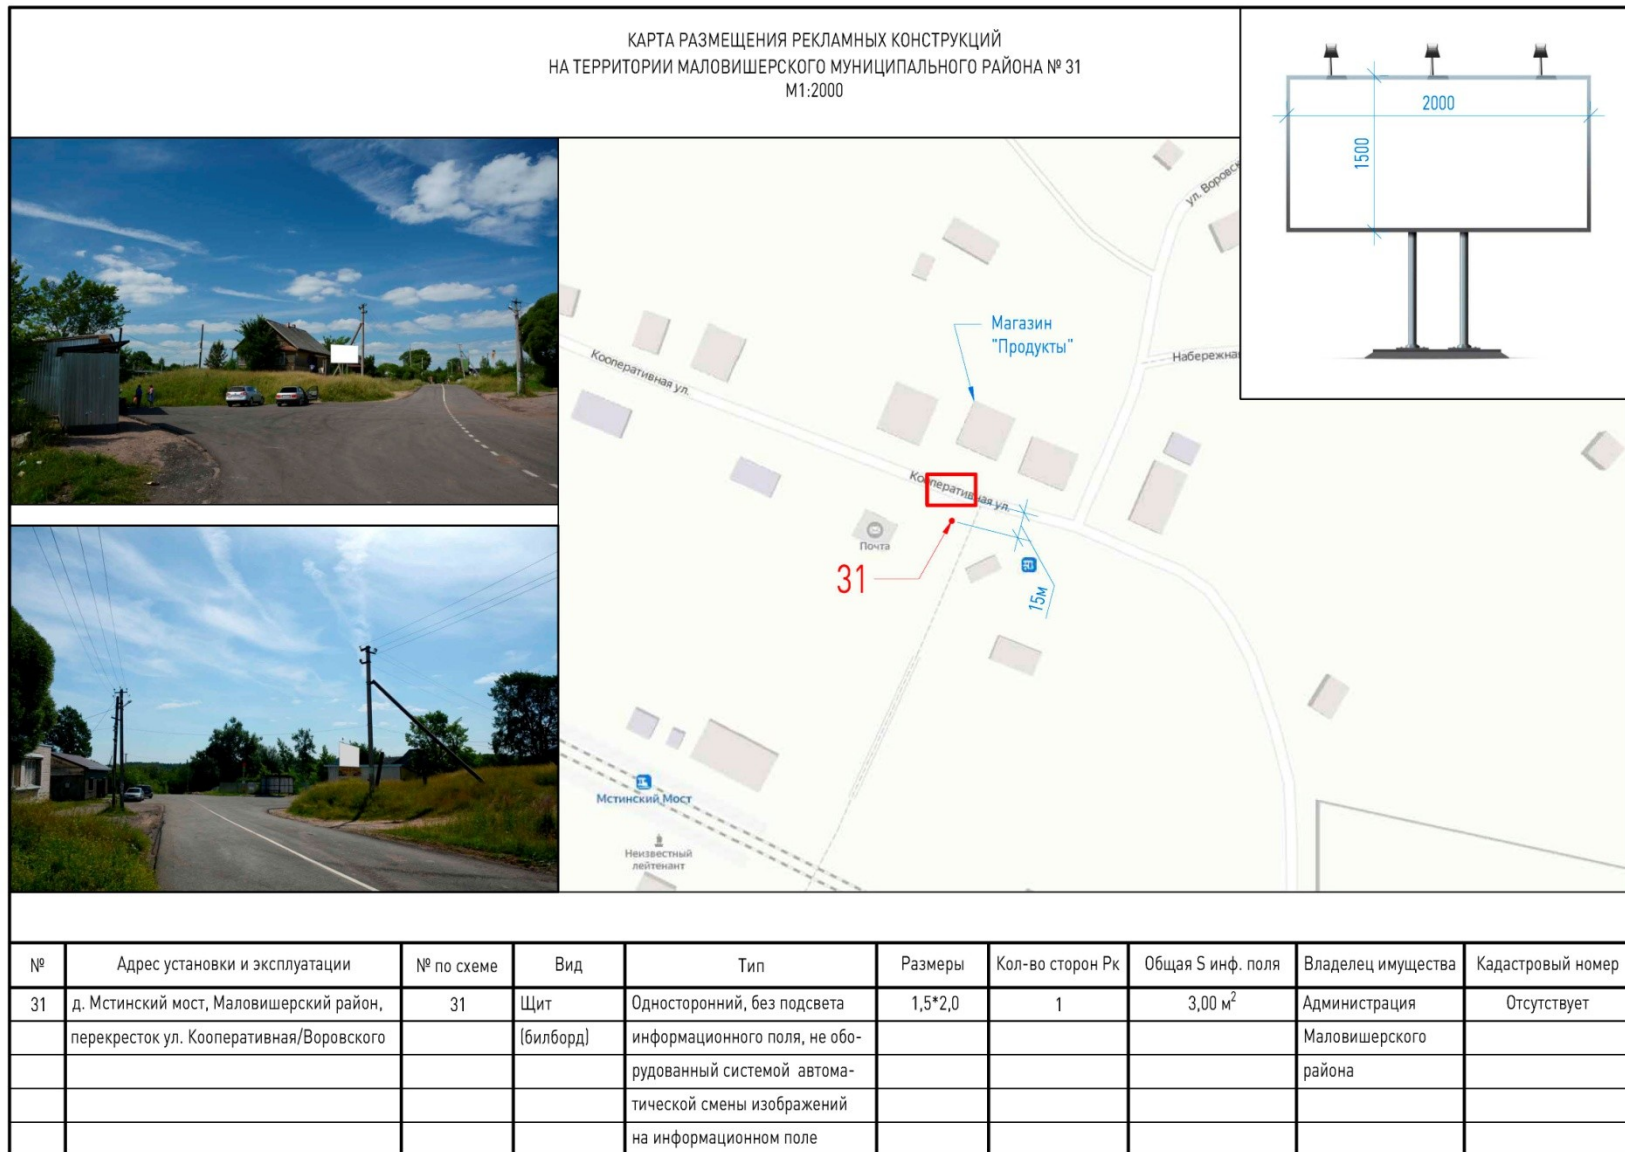 КАРТА РАЗМЕЩЕНИЯ РЕКЛАМНЫХ КОНСТРУКЦИЙ
НА ТЕРРИТОРИИ МАЛОВИШЕРСКОГО МУНИЦИПАЛЬНОГО РАЙОНА № 31
М1:2000
2000
1500
ул. Воровск
Магазин
"Продукты"
Набережна
Кооперативная ул.
Кооперативная ул.
Почта
31
15м
Мстинский Мост
Неизвестный
лейтенант
№ Адрес установки и эксплуатации № по схеме Вид Тип Размеры Кол-во сторон Рк Общая S инф. поля Владелец имущества Кадастровый номер
31 д. Мстинский мост, Маловишерский район, 31 Щит Односторонний, без подсвета 1,5*2,0 1 3,00 м² Администрация Отсутствует
перекресток ул. Кооперативная/Воровского (билборд) информационного поля, не обо- Маловишерского
рудованный системой автома- района
тической смены изображений
на информационном поле